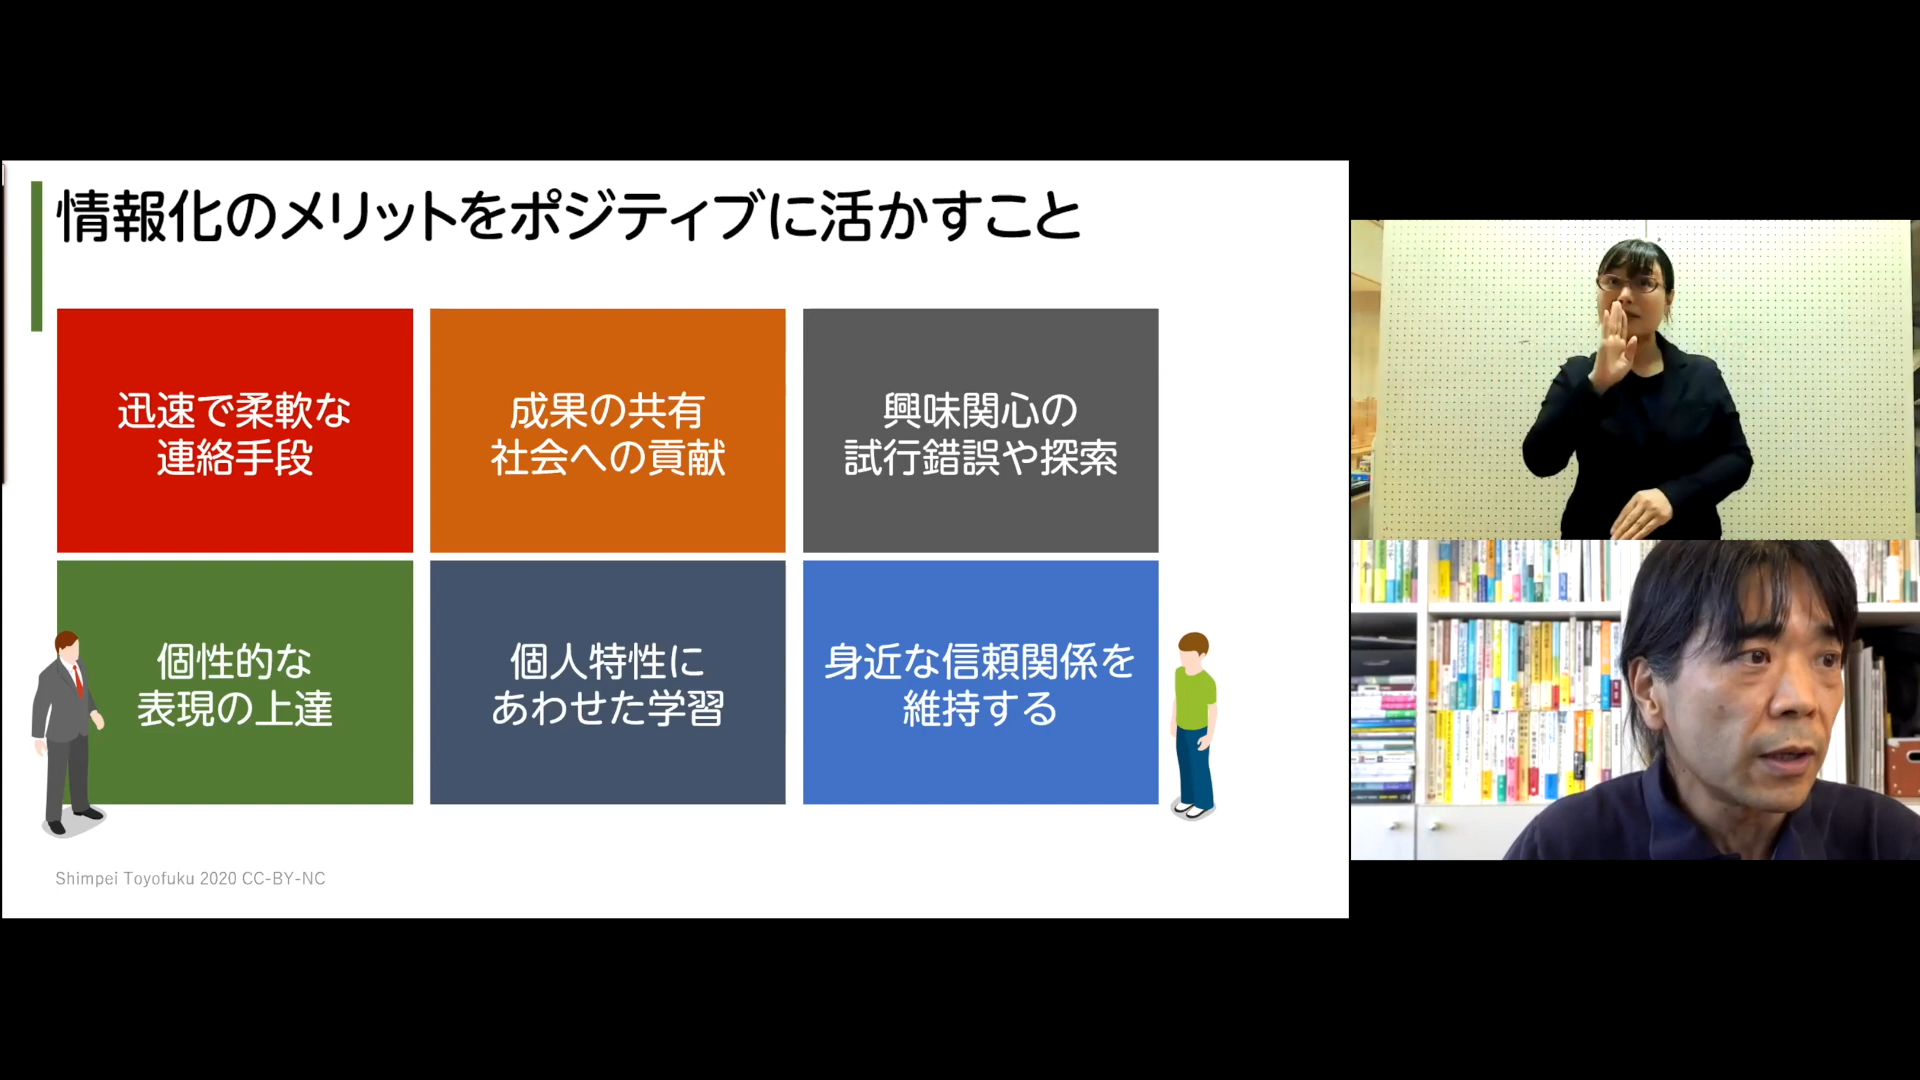 情報化のメリットをポジティブに活かすこと
迅速で柔軟な
連絡手段
成果の共有
社会への貢献
興味関心の
試行錯誤や探索
個性的な
表現の上達
個人特性に
あわせた学習
身近な信頼関係を
維持する
Shimpei Toyofuku 2020 CC-BY-NC